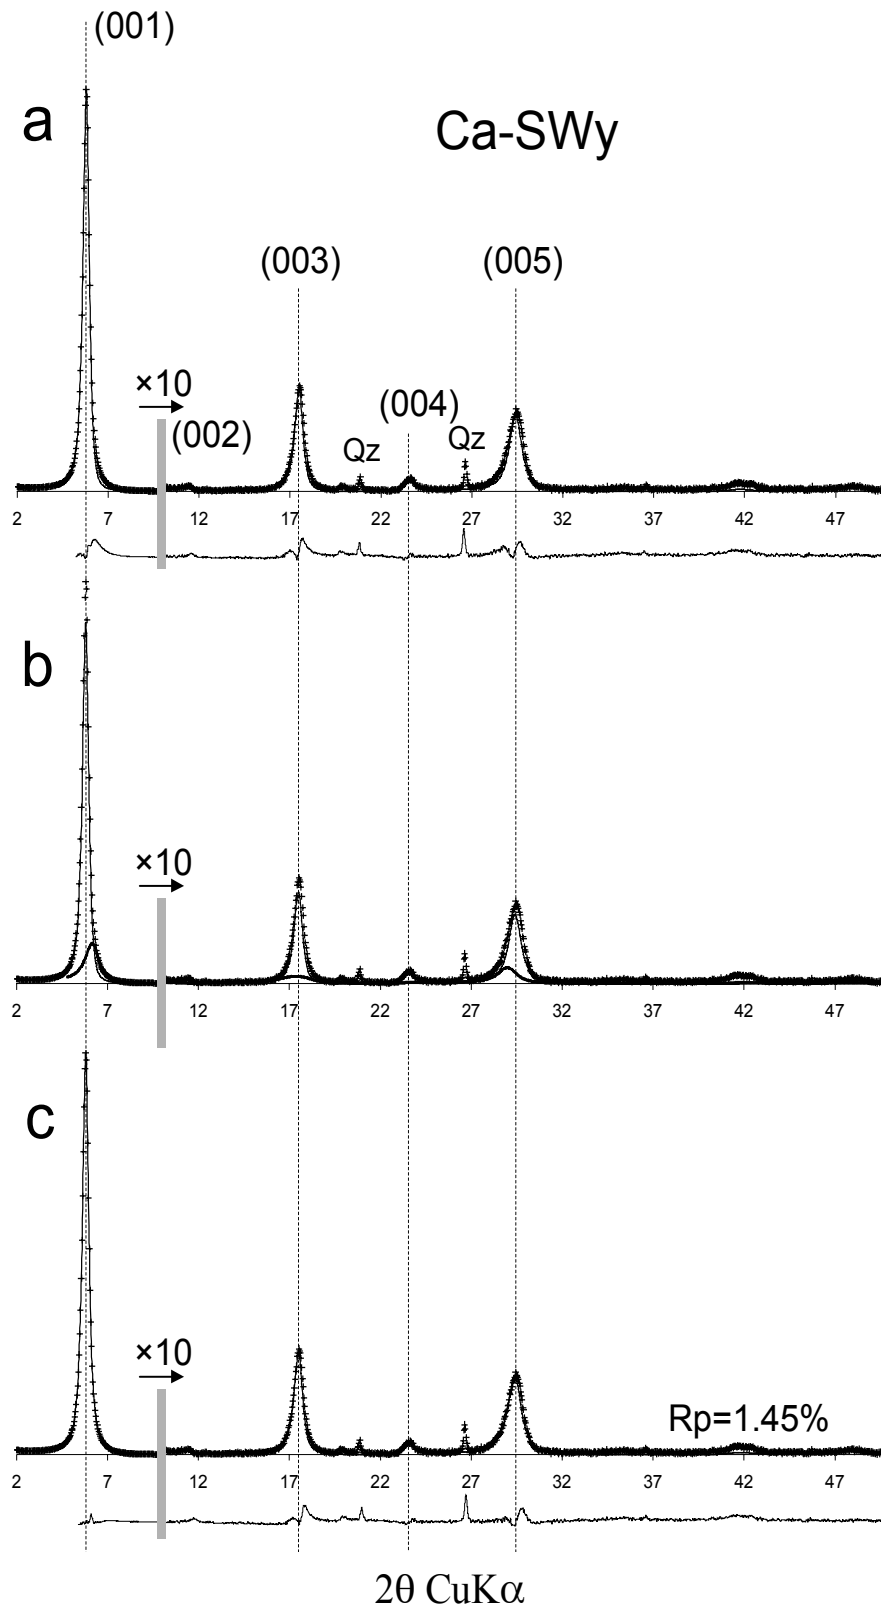 (001)
a
Ca-SWy
(003) (005)
×10
(004)
(002) Qz Qz
2 7 12 17 22 27 32 37 42 47
b
×10
2 7 12 17 22 27 32 37 42 47
c
×10
Rp=1.45%
2 7 12 17 22 27 32 37 42 47
2θ CuKα